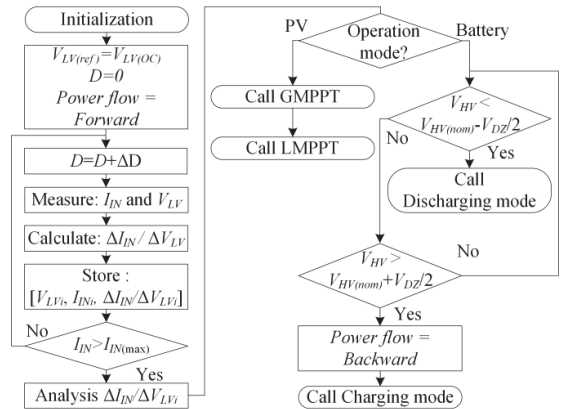 Initialization
V_LV(ref)=V_LV(OC)
D=0
Power flow =
Forward
D=D+ΔD
Measure: I_IN and V_LV
Calculate: ΔI_IN / ΔV_LV
Store :
[V_LVi, I_INi, ΔI_IN/ΔV_LVi]
No
I_IN>I_IN(max)
Yes
Analysis ΔI_IN/ΔV_LVi
PV
Operation
mode?
Battery
Call GMPPT
Call LMPPT
V_HV <
V_HV(nom)-V_DZ/2
No
Yes
Call
Discharging mode
No
V_HV >
V_HV(nom)+V_DZ/2
Yes
Power flow =
Backward
Call Charging mode